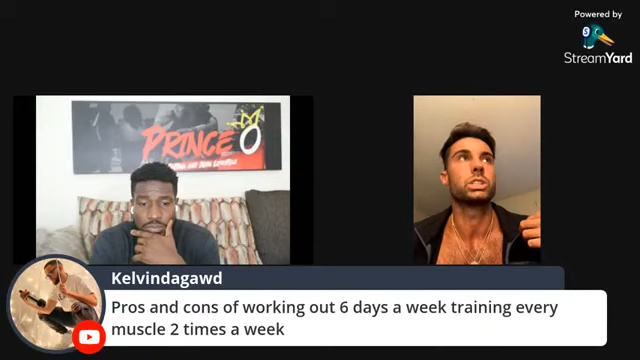 Powered by
StreamYard
PRINCE O
Kelvindagawd
Pros and cons of working out 6 days a week training every
muscle 2 times a week